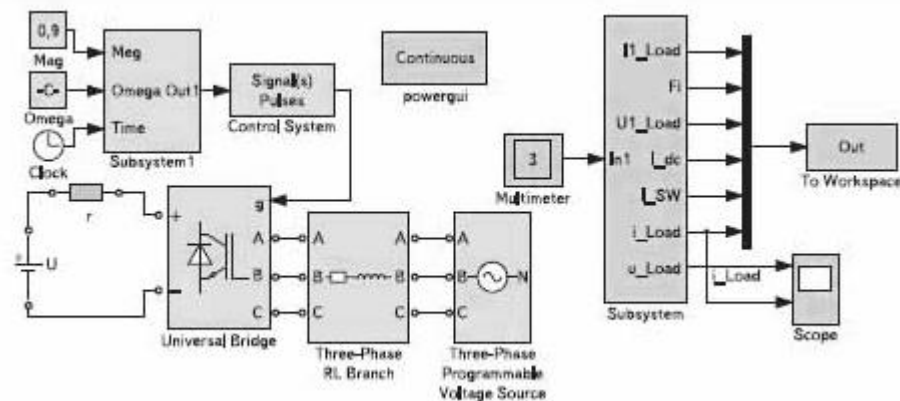 0,9
Mag
-C-
Omega
Clock
Meg
Omega Out1
Time
Subsystem1
Signal(s)
Pulses
Control System
Continuous
powergui
3
Multimeter
In1
I1_Load
Fi
U1_Load
I_dc
I_SW
i_Load
u_Load
Subsystem
Out
To Workspace
i_Load
Scope
r
U
+
+
−
g
A
B
C
Universal Bridge
A
B
C
A
B
C
Three-Phase
RL Branch
A
B
C
N
Three-Phase
Programmable
Voltage Source